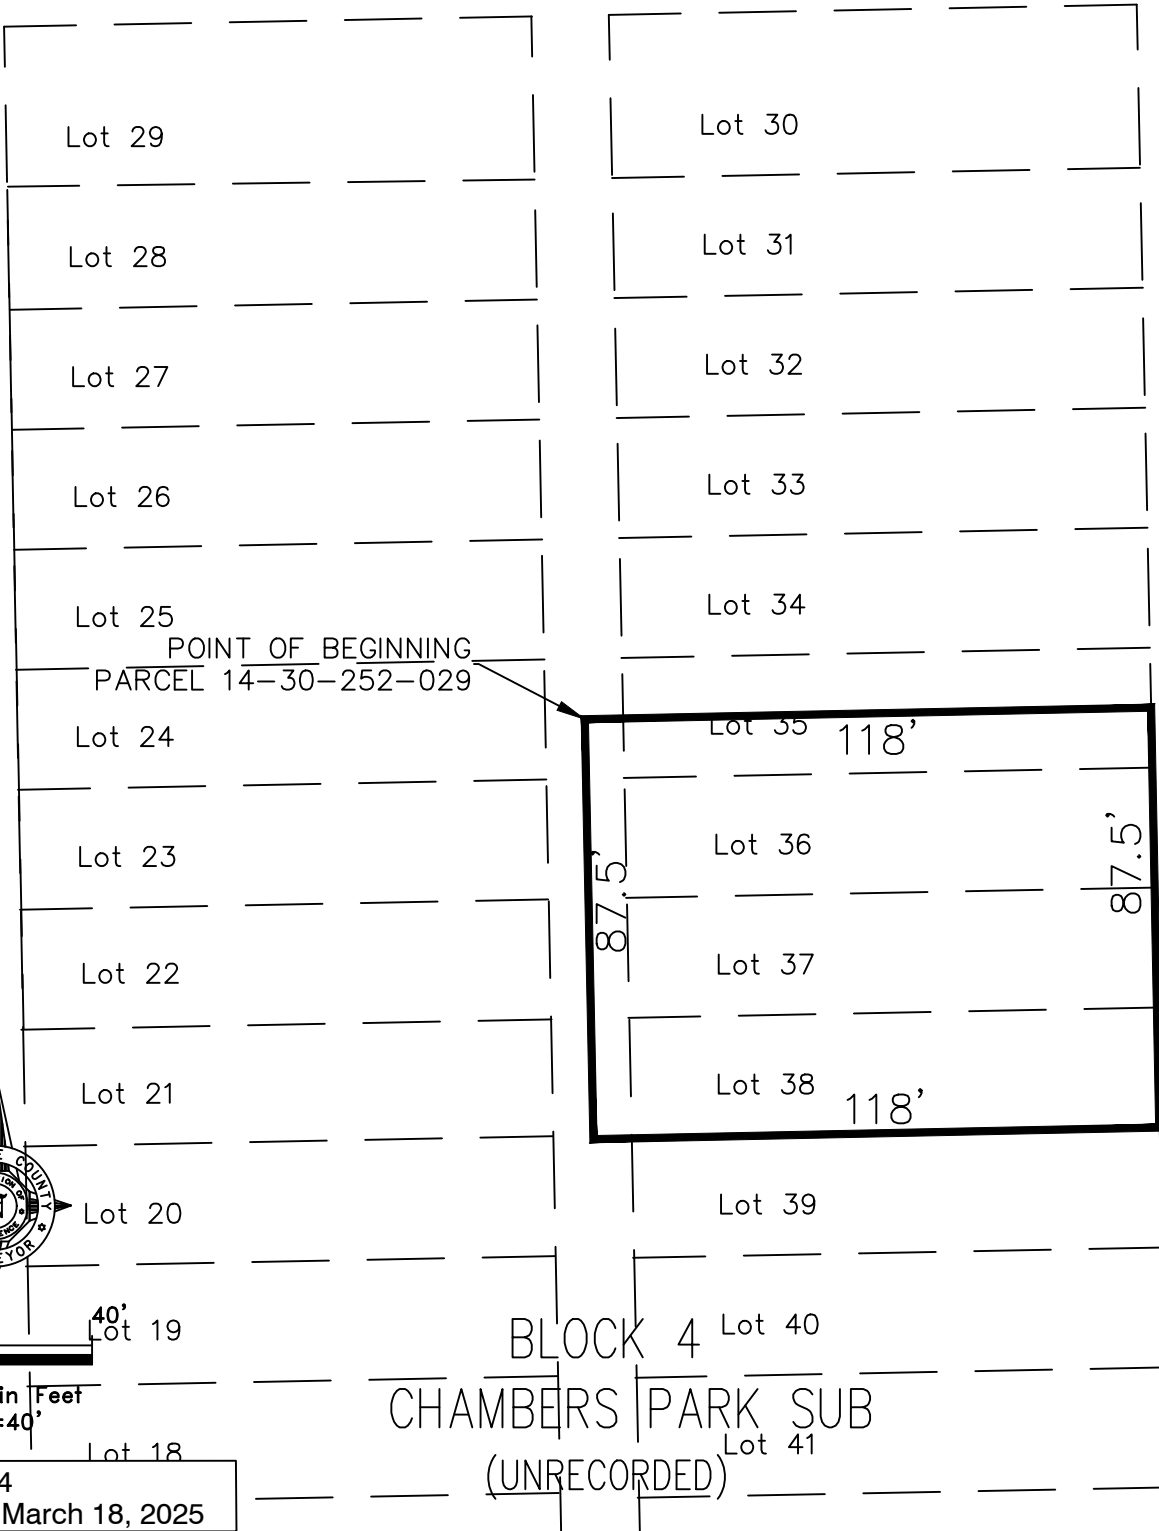 Lot 29
Lot 30
Lot 28
Lot 31
Lot 27
Lot 32
Lot 26
Lot 33
Lot 25
Lot 34
POINT OF BEGINNING
PARCEL 14-30-252-029
Lot 24
Lot 35
118'
Lot 23
Lot 36
87.5'
87.5'
Lot 22
Lot 37
Lot 21
Lot 38
118'
COUNTY
Lot 20
Lot 39
40'
Lot 19
BLOCK 4
Lot 40
in Feet
=40'
CHAMBERS PARK SUB
Lot 18
Lot 41
(UNRECORDED)
4
March 18, 2025